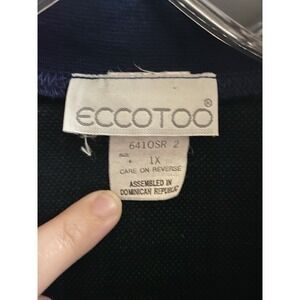 ECCOTOO®
6410SR 2
SIZE
1X
CARE ON REVERSE
ASSEMBLED IN
DOMINICAN REPUBLIC